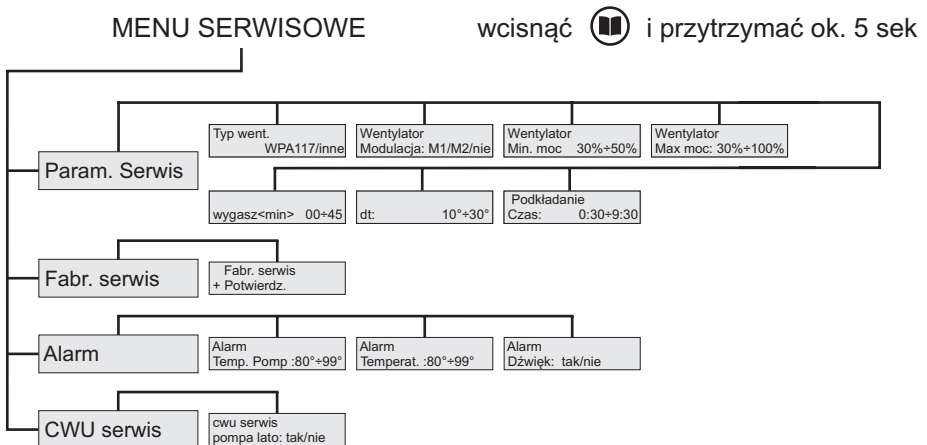 MENU SERWISOWE
wcisnąć i przytrzymać ok. 5 sek
Param. Serwis
Typ went.
WPA117/inne
Wentylator
Modulacja: M1/M2/nie
Wentylator
Min. moc 30%÷50%
Wentylator
Max moc: 30%÷100%
wygasz<min> 00÷45
dt: 10°÷30°
Podkładanie
Czas: 0:30÷9:30
Fabr. serwis
Fabr. serwis
+ Potwierdz.
Alarm
Alarm
Temp. Pomp :80°÷99°
Alarm
Temperat. :80°÷99°
Alarm
Dźwięk: tak/nie
CWU serwis
cwu serwis
pompa lato: tak/nie